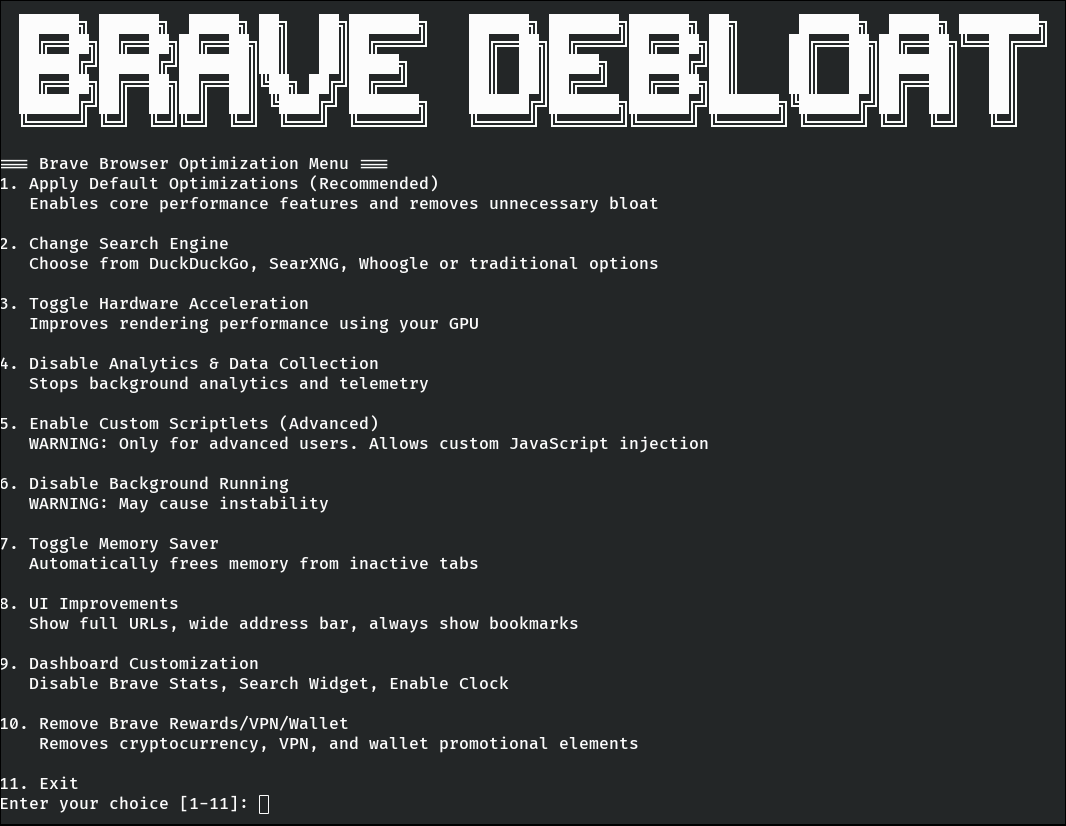 BRAVE DEBLOAT
=== Brave Browser Optimization Menu ===
1. Apply Default Optimizations (Recommended)
Enables core performance features and removes unnecessary bloat
2. Change Search Engine
Choose from DuckDuckGo, SearXNG, Whoogle or traditional options
3. Toggle Hardware Acceleration
Improves rendering performance using your GPU
4. Disable Analytics & Data Collection
Stops background analytics and telemetry
5. Enable Custom Scriptlets (Advanced)
WARNING: Only for advanced users. Allows custom JavaScript injection
6. Disable Background Running
WARNING: May cause instability
7. Toggle Memory Saver
Automatically frees memory from inactive tabs
8. UI Improvements
Show full URLs, wide address bar, always show bookmarks
9. Dashboard Customization
Disable Brave Stats, Search Widget, Enable Clock
10. Remove Brave Rewards/VPN/Wallet
Removes cryptocurrency, VPN, and wallet promotional elements
11. Exit
Enter your choice [1-11]: